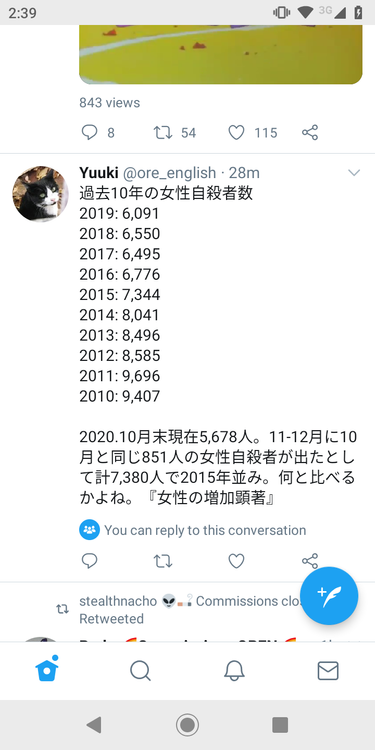 2:39
3G
843 views
8
54
115
Yuuki @ore_english · 28m
過去10年の女性自殺者数
2019: 6,091
2018: 6,550
2017: 6,495
2016: 6,776
2015: 7,344
2014: 8,041
2013: 8,496
2012: 8,585
2011: 9,696
2010: 9,407
2020.10月末現在5,678人。11-12月に10
月と同じ851人の女性自殺者が出たとし
て計7,380人で2015年並み。何と比べる
かよね。『女性の増加顕著』
You can reply to this conversation
stealthnacho 👽🚬 Commissions clo
Retweeted